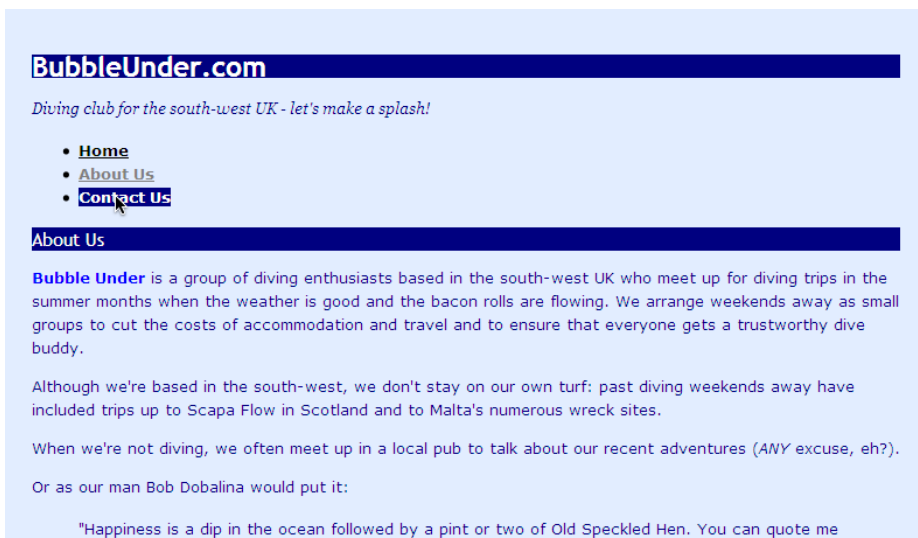 BubbleUnder.com
Diving club for the south-west UK - let's make a splash!
• Home
• About Us
• Contact Us
About Us
Bubble Under is a group of diving enthusiasts based in the south-west UK who meet up for diving trips in the
summer months when the weather is good and the bacon rolls are flowing. We arrange weekends away as small
groups to cut the costs of accommodation and travel and to ensure that everyone gets a trustworthy dive
buddy.
Although we're based in the south-west, we don't stay on our own turf: past diving weekends away have
included trips up to Scapa Flow in Scotland and to Malta's numerous wreck sites.
When we're not diving, we often meet up in a local pub to talk about our recent adventures (ANY excuse, eh?).
Or as our man Bob Dobalina would put it:
"Happiness is a dip in the ocean followed by a pint or two of Old Speckled Hen. You can quote me